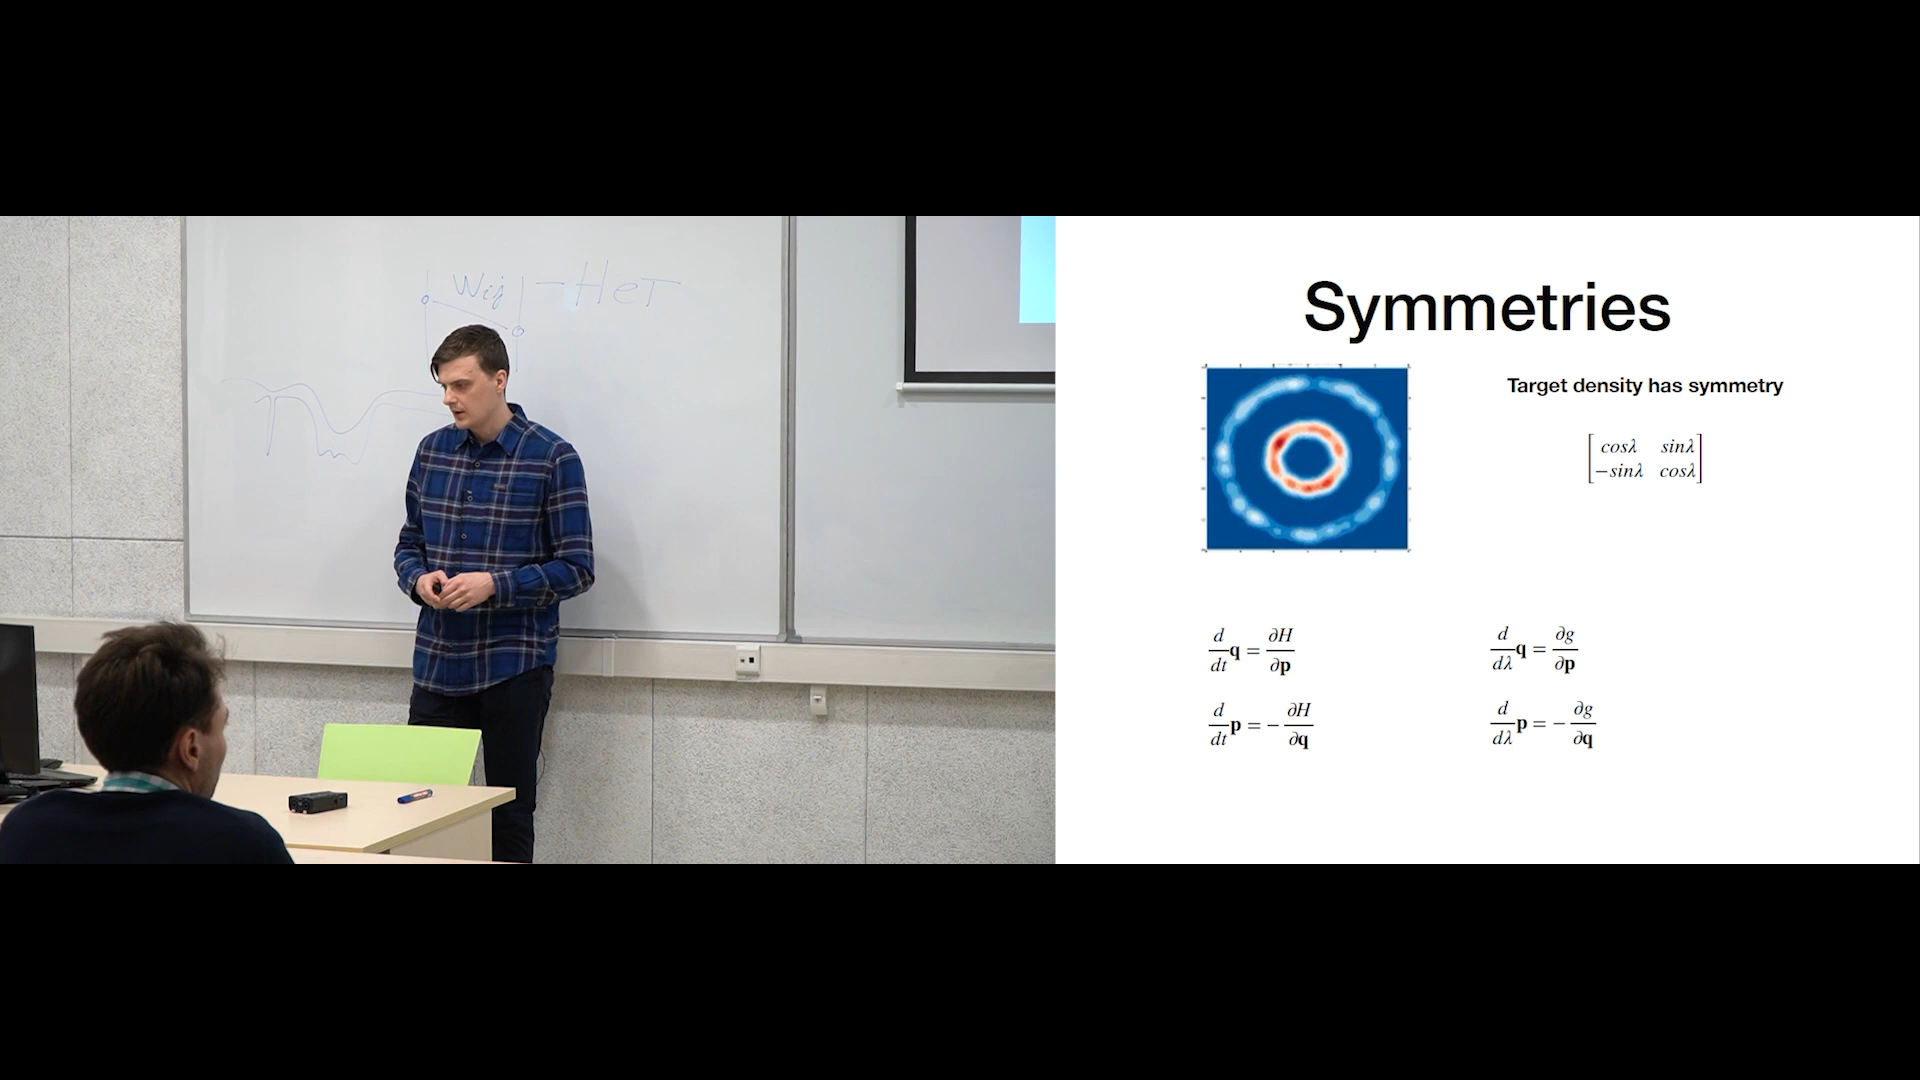 Wij - Нет
Symmetries
Target density has symmetry
cosλ sinλ
−sinλ cosλ
d/dt q = ∂H/∂p
d/dλ q = ∂g/∂p
d/dt p = − ∂H/∂q
d/dλ p = − ∂g/∂q